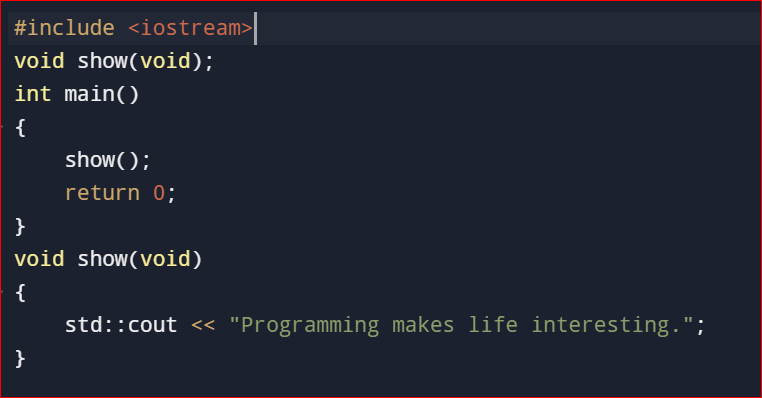 #include <iostream>
void show(void);
int main()
{
    show();
    return 0;
}
void show(void)
{
    std::cout << "Programming makes life interesting.";
}